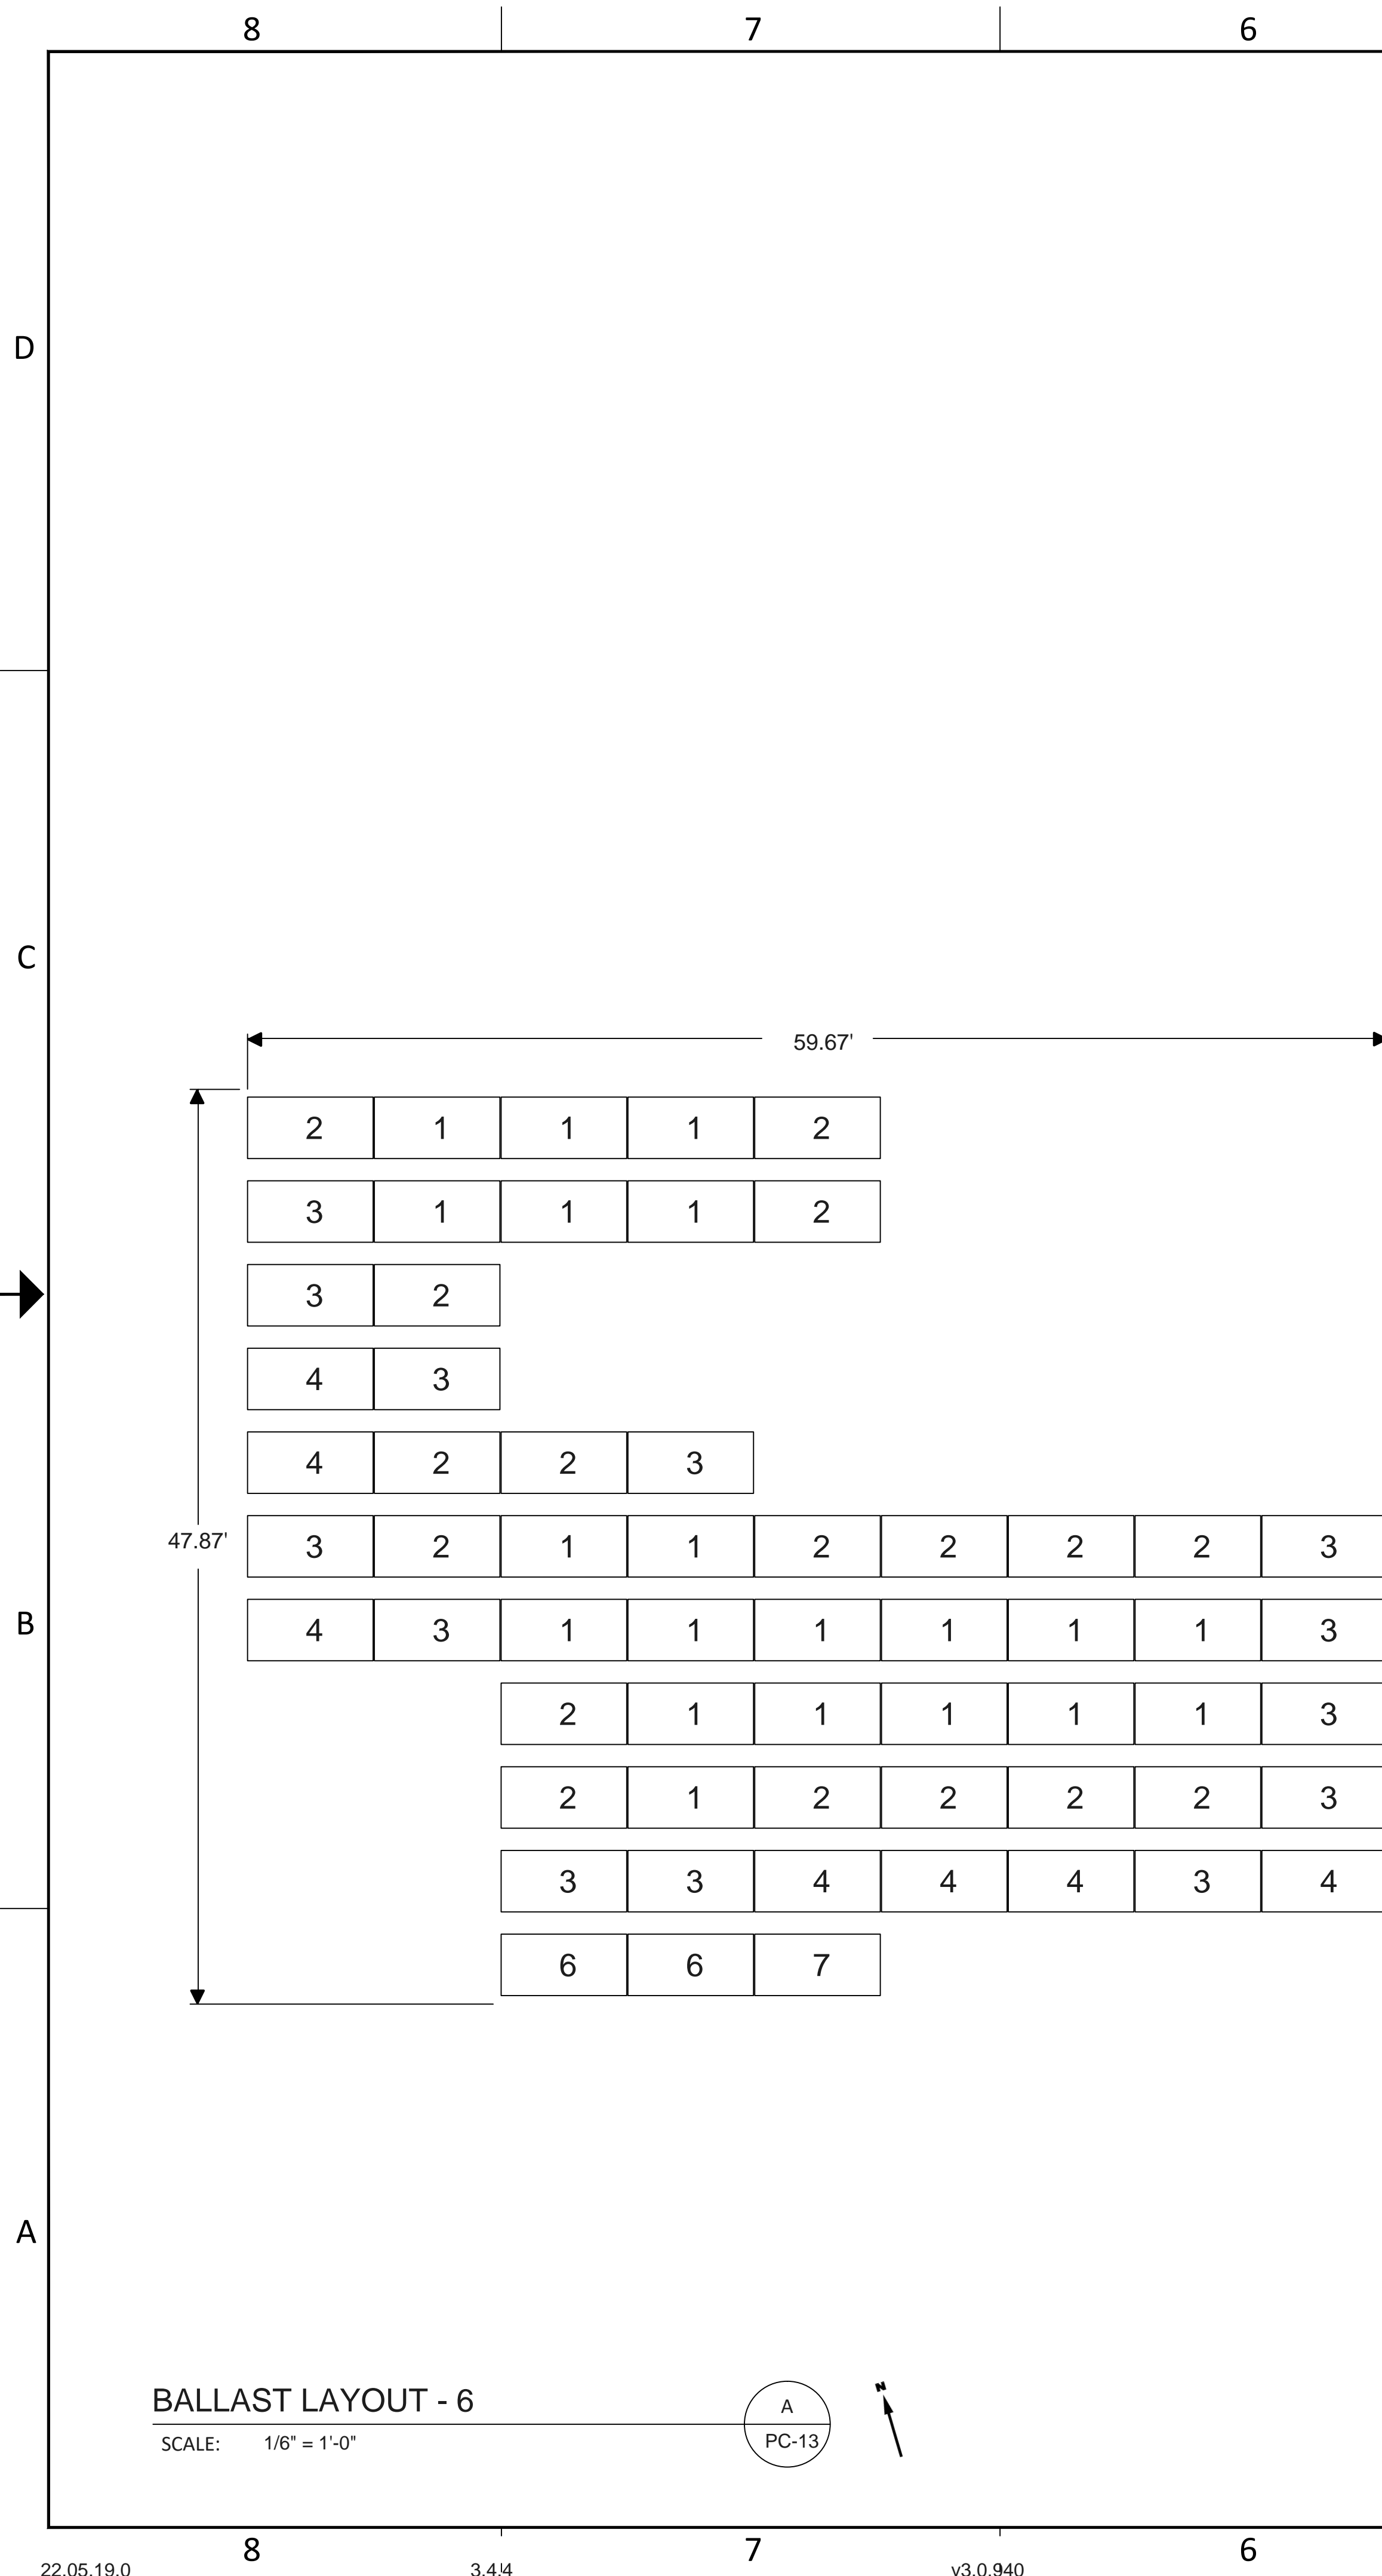 8 7 6
D
C
59.67'
2 1 1 1 2
3 1 1 1 2
3 2
4 3
4 2 2 3
47.87'
3 2 1 1 2 2 2 2 3
B
4 3 1 1 1 1 1 1 3
2 1 1 1 1 1 3
2 1 2 2 2 2 3
3 3 4 4 4 3 4
6 6 7
A
BALLAST LAYOUT - 6
SCALE: 1/6" = 1'-0"
A
PC-13
N
8 7 6
22.05.19.0 3.4.4 v3.0.940